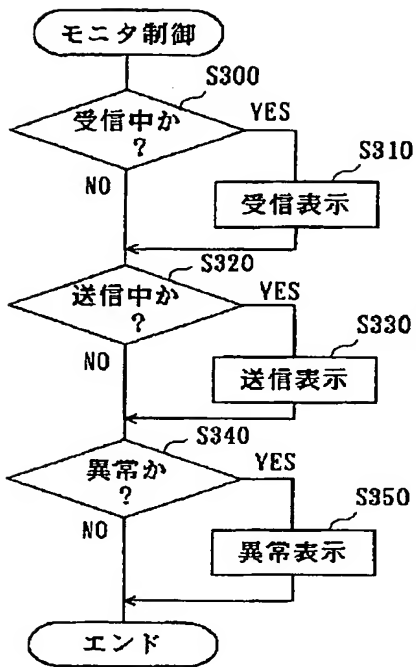 モニタ制御
S300
受信中か
?
YES
NO
S310
受信表示
S320
送信中か
?
YES
NO
S330
送信表示
S340
異常か
?
YES
NO
S350
異常表示
エンド